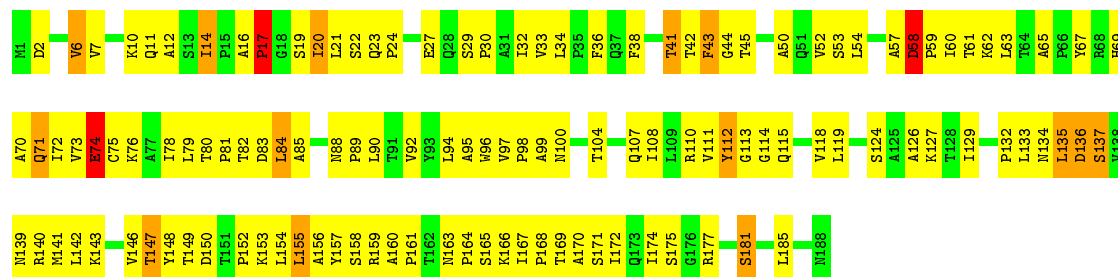 M1 D2 V6 V7 K10 Q11 A12 S13 I14 P15 A16 P17 G18 S19 I20 L21 S22 Q23 P24 E27 Q28 S29 P30 A31 I32 V33 L34 P35 F36 Q37 F38 T41 T42 F43 G44 T45 A50 Q51 V52 S53 L54 A57 D58 P59 I60 T61 K62 L63 T64 A65 P66 Y67 R68 H69
A70 Q71 I72 V73 E74 C75 K76 A77 I78 L79 T80 P81 T82 D83 L84 A85 N88 P89 L90 T91 V92 Y93 L94 A95 W96 V97 P98 A99 N100 T104 Q107 I108 L109 R110 V111 Y112 G113 G114 Q115 V118 L119 S124 A125 A126 K127 T128 I129 P132 L133 N134 L135 D136 S137 V138
N139 R140 M141 L142 K143 V146 T147 Y148 T149 D150 T151 P152 K153 L154 L155 A156 Y157 S158 R159 A160 P161 T162 N163 P164 S165 K166 I167 P168 T169 A170 S171 I172 Q173 I174 S175 G176 R177 S181 L185 N188